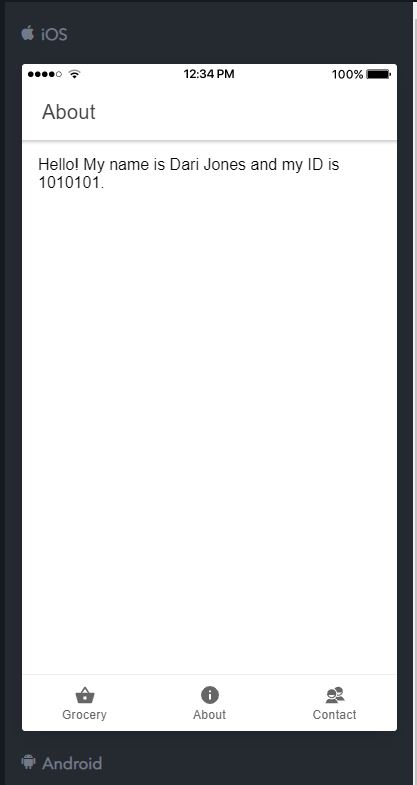 iOS
12:34 PM 100%
About
Hello! My name is Dari Jones and my ID is
1010101.
Grocery About Contact
Android